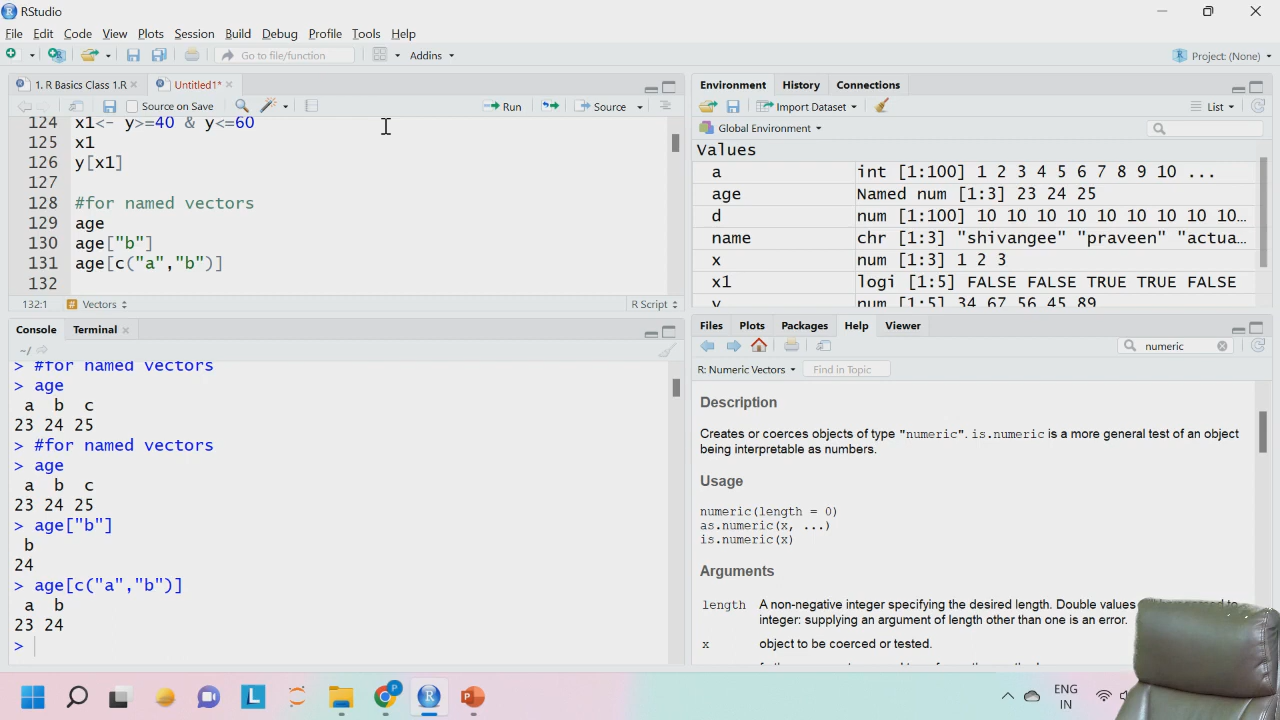 RStudio
File Edit Code View Plots Session Build Debug Profile Tools Help
Go to file/function Addins Project: (None)
1. R Basics Class 1.R Untitled1*
Source on Save Run Source
124 x1<- y>=40 & y<=60
125 x1
126 y[x1]
127
128 #for named vectors
129 age
130 age["b"]
131 age[c("a","b")]
132
132:1 # Vectors R Script
Console Terminal
~/
> #for named vectors
> age
a b c
23 24 25
> #for named vectors
> age
a b c
23 24 25
> age["b"]
b
24
> age[c("a","b")]
a b
23 24
>
Environment History Connections
Import Dataset List
Global Environment
Values
a int [1:100] 1 2 3 4 5 6 7 8 9 10 ...
age Named num [1:3] 23 24 25
d num [1:100] 10 10 10 10 10 10 10 10 10 10…
name chr [1:3] "shivangee" "praveen" "actua…
x num [1:3] 1 2 3
x1 logi [1:5] FALSE FALSE TRUE TRUE FALSE
y num [1:5] 34 67 56 45 89
Files Plots Packages Help Viewer
numeric
R: Numeric Vectors Find in Topic
Description
Creates or coerces objects of type "numeric". is.numeric is a more general test of an object
being interpretable as numbers.
Usage
numeric(length = 0)
as.numeric(x, ...)
is.numeric(x)
Arguments
length A non-negative integer specifying the desired length. Double values
integer: supplying an argument of length other than one is an error.
x object to be coerced or tested.
L P ENG
IN